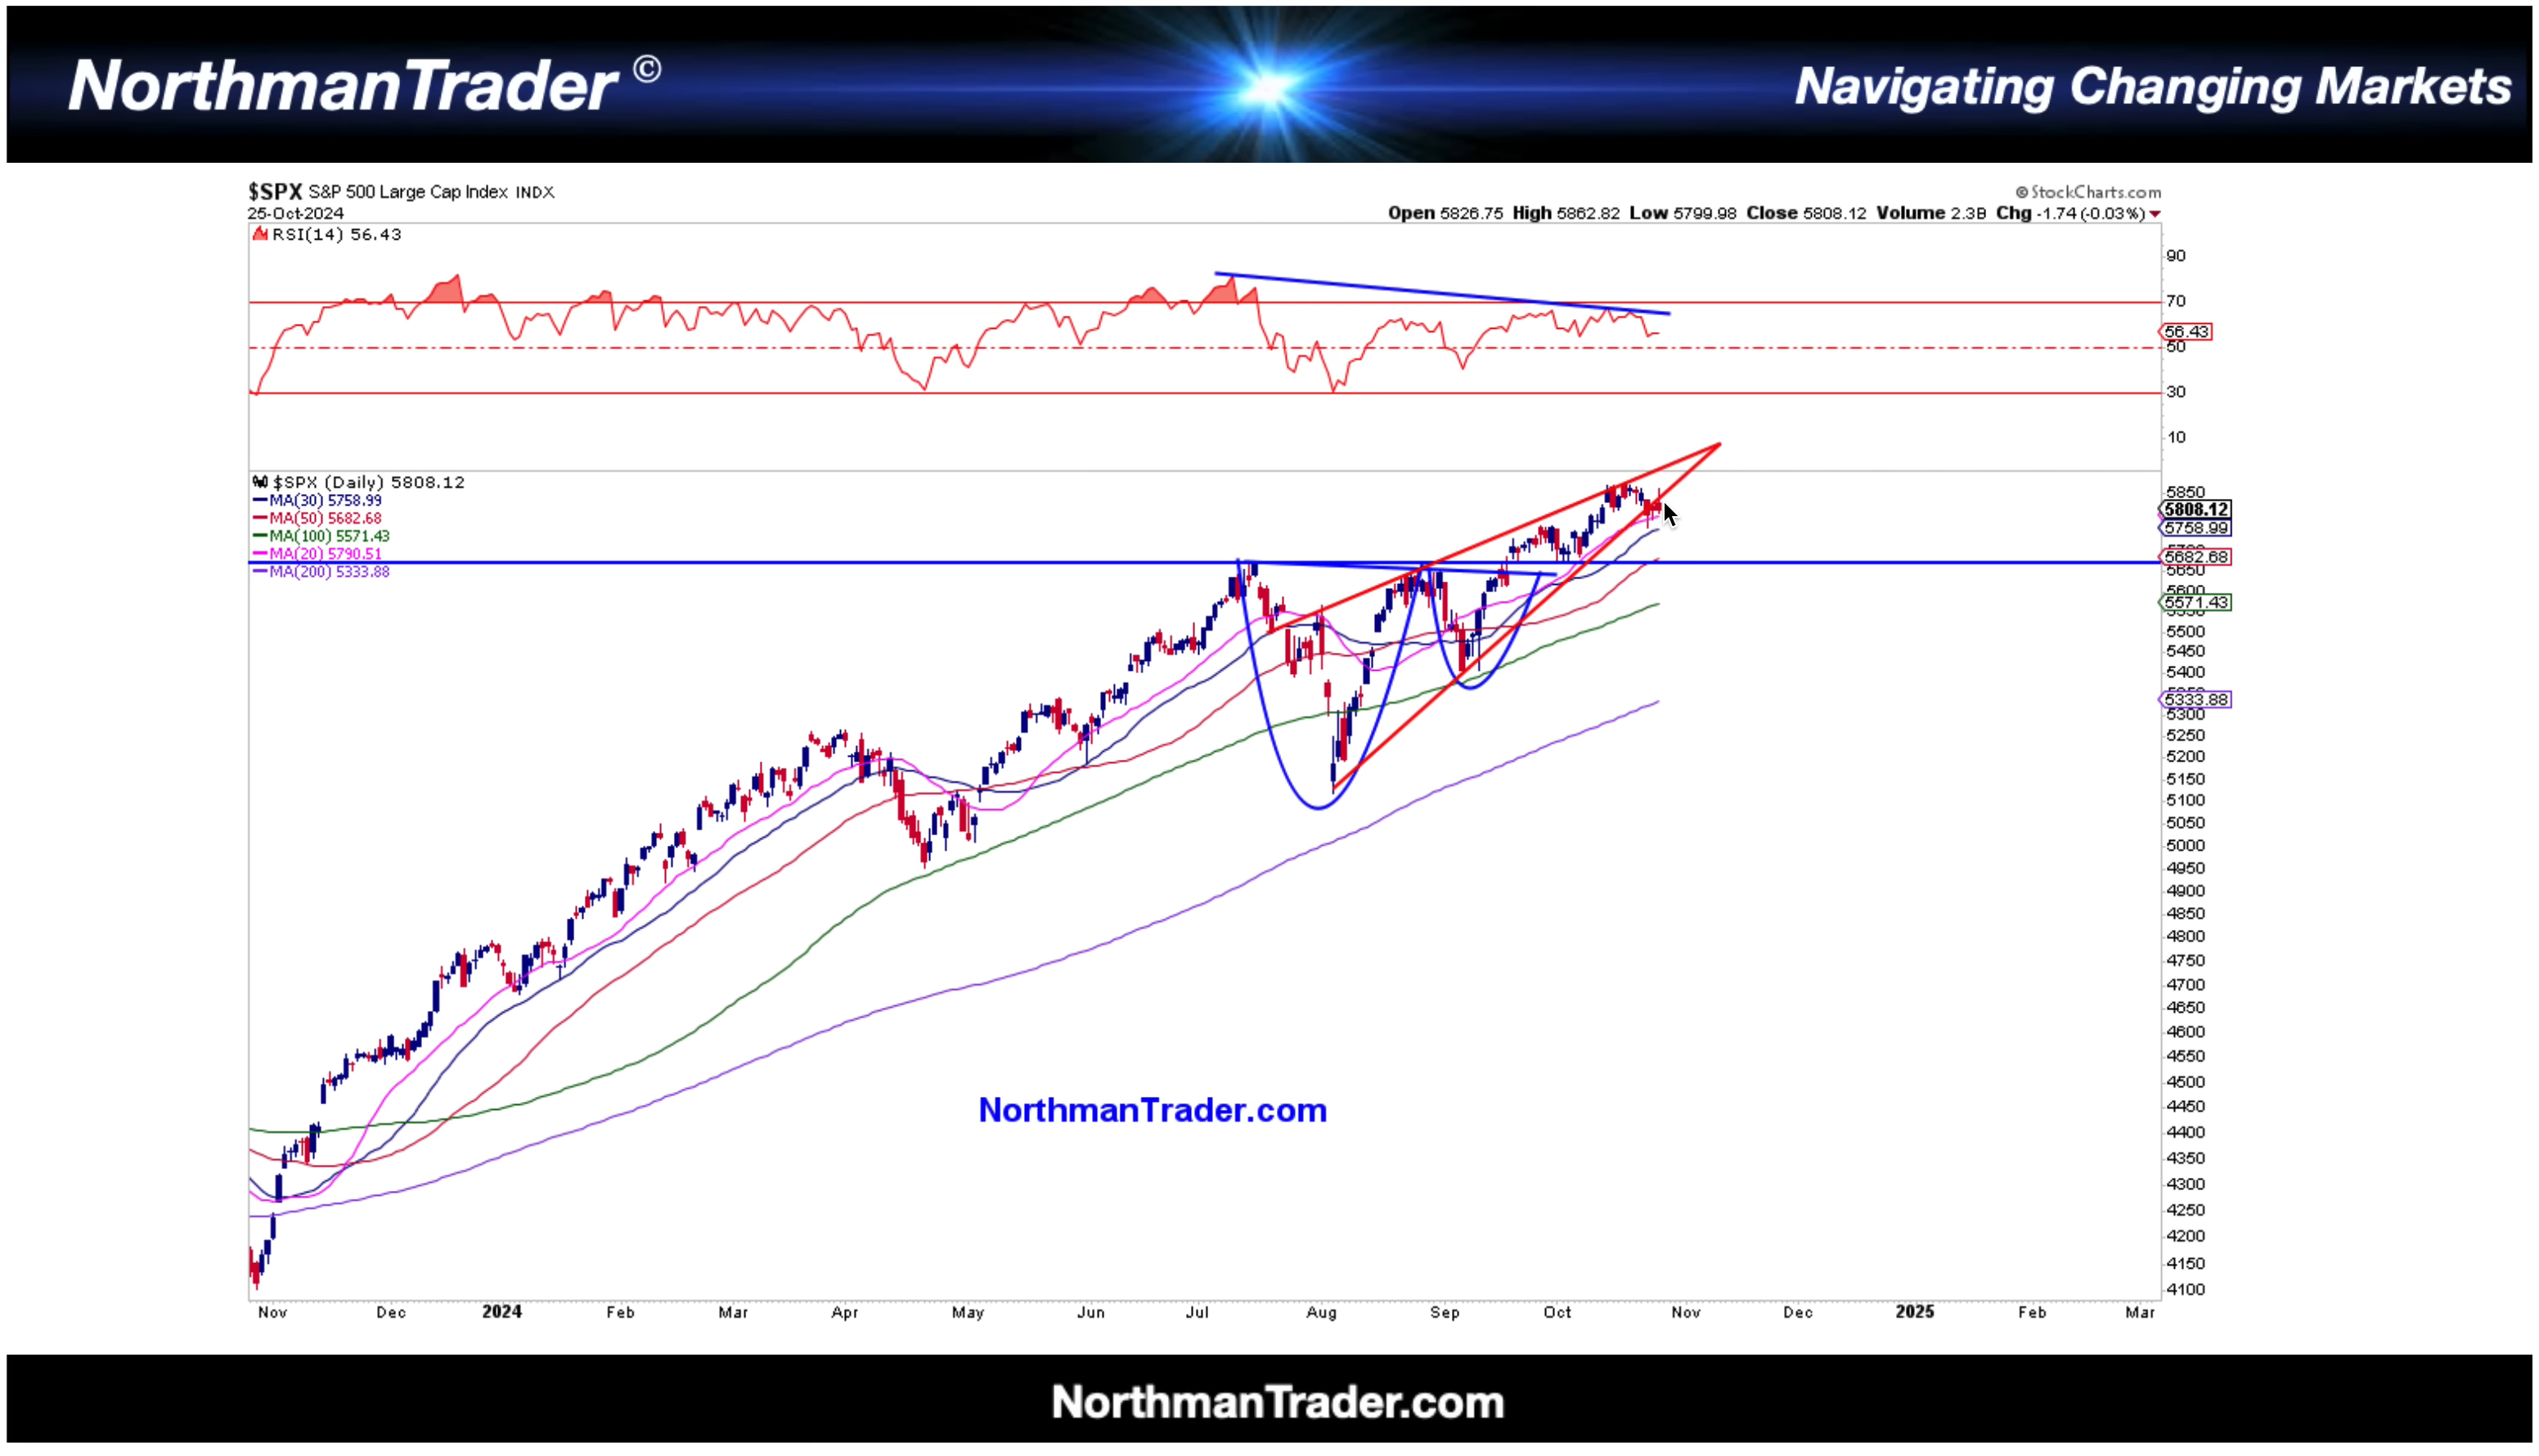 NorthmanTrader ©
Navigating Changing Markets
$SPX S&P 500 Large Cap Index INDX
© StockCharts.com
25-Oct-2024
Open 5826.75 High 5862.82 Low 5799.98 Close 5808.12 Volume 2.3B Chg -1.74 (-0.03%)
RSI(14) 56.43
90
70
56.43
50
30
10
$SPX (Daily) 5808.12
MA(30) 5758.99
MA(50) 5682.68
MA(100) 5571.43
MA(20) 5790.51
MA(200) 5333.88
5850
5808.12
5758.99
5682.68
5650
5600
5571.43
5500
5450
5400
5333.88
5300
5250
5200
5150
5100
5050
5000
4950
4900
4850
4800
4750
4700
4650
4600
4550
4500
4450
4400
4350
4300
4250
4200
4150
4100
NorthmanTrader.com
Nov Dec 2024 Feb Mar Apr May Jun Jul Aug Sep Oct Nov Dec 2025 Feb Mar
NorthmanTrader.com